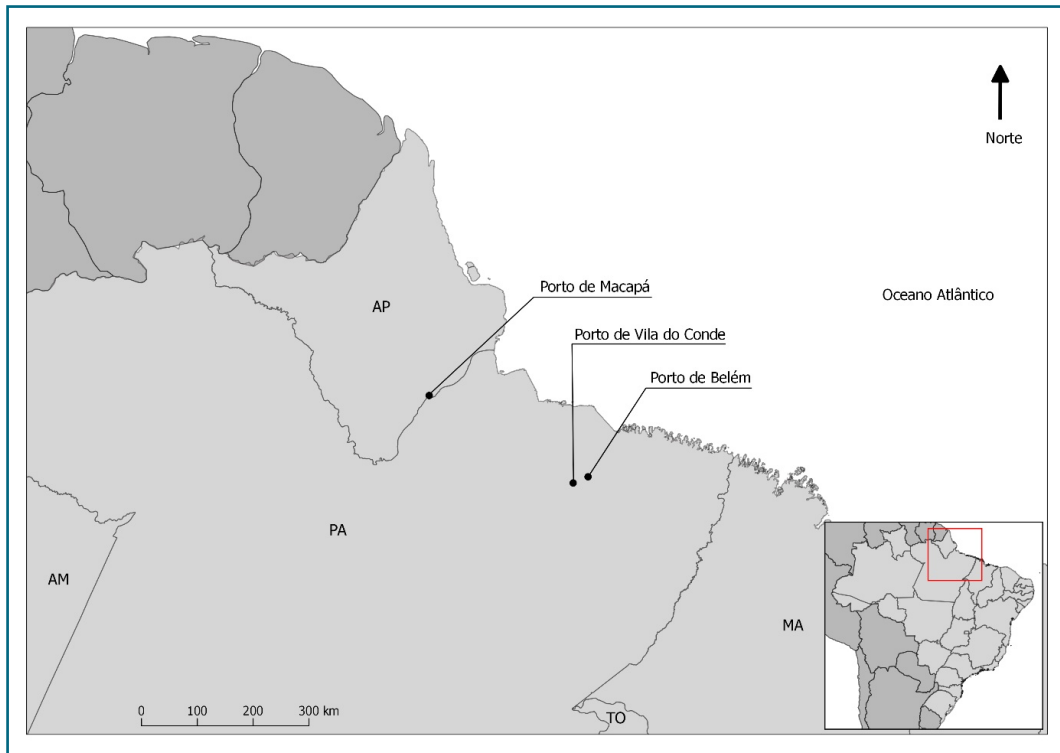 Norte
Porto de Macapá
Oceano Atlântico
AP
Porto de Vila do Conde
Porto de Belém
PA
AM
MA
TO
0 100 200 300 km